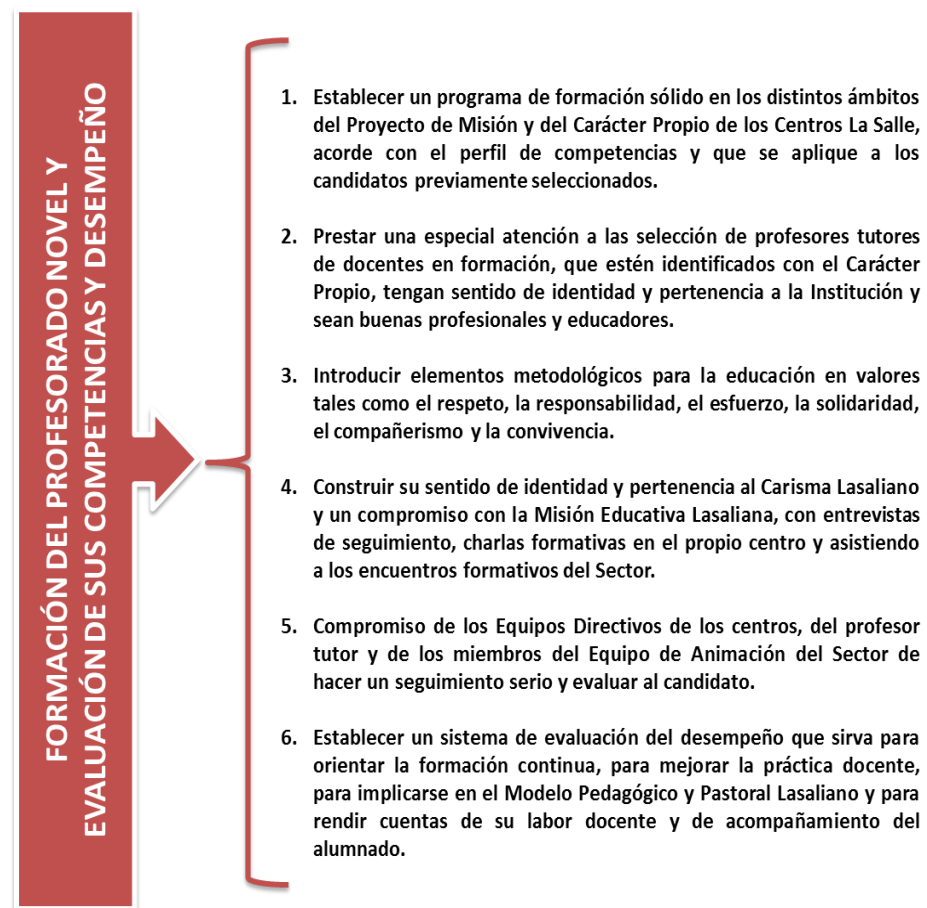 FORMACIÓN DEL PROFESORADO NOVEL Y
EVALUACIÓN DE SUS COMPETENCIAS Y DESEMPEÑO
1. Establecer un programa de formación sólido en los distintos ámbitos
del Proyecto de Misión y del Carácter Propio de los Centros La Salle,
acorde con el perfil de competencias y que se aplique a los
candidatos previamente seleccionados.
2. Prestar una especial atención a las selección de profesores tutores
de docentes en formación, que estén identificados con el Carácter
Propio, tengan sentido de identidad y pertenencia a la Institución y
sean buenas profesionales y educadores.
3. Introducir elementos metodológicos para la educación en valores
tales como el respeto, la responsabilidad, el esfuerzo, la solidaridad,
el compañerismo y la convivencia.
4. Construir su sentido de identidad y pertenencia al Carisma Lasaliano
y un compromiso con la Misión Educativa Lasaliana, con entrevistas
de seguimiento, charlas formativas en el propio centro y asistiendo
a los encuentros formativos del Sector.
5. Compromiso de los Equipos Directivos de los centros, del profesor
tutor y de los miembros del Equipo de Animación del Sector de
hacer un seguimiento serio y evaluar al candidato.
6. Establecer un sistema de evaluación del desempeño que sirva para
orientar la formación continua, para mejorar la práctica docente,
para implicarse en el Modelo Pedagógico y Pastoral Lasaliano y para
rendir cuentas de su labor docente y de acompañamiento del
alumnado.